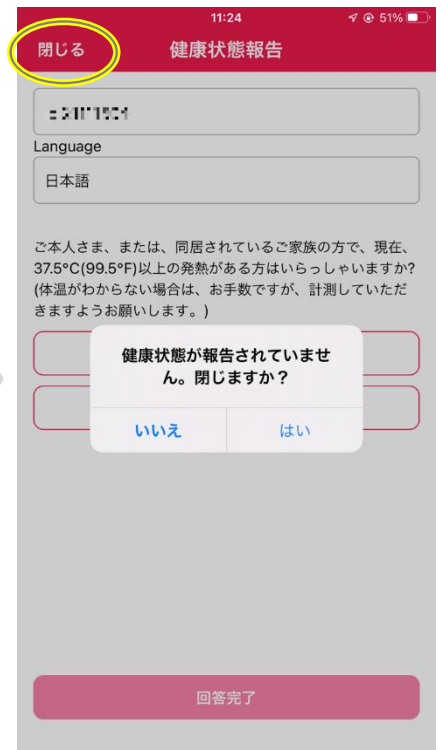 11:24
51%
閉じる
健康状態報告
Language
日本語
ご本人さま、または、同居されているご家族の方で、現在、
37.5°C(99.5°F)以上の発熱がある方はいらっしゃいますか?
(体温がわからない場合は、お手数ですが、計測していただ
きますようお願いします。)
健康状態が報告されていませ
ん。閉じますか？
いいえ
はい
回答完了